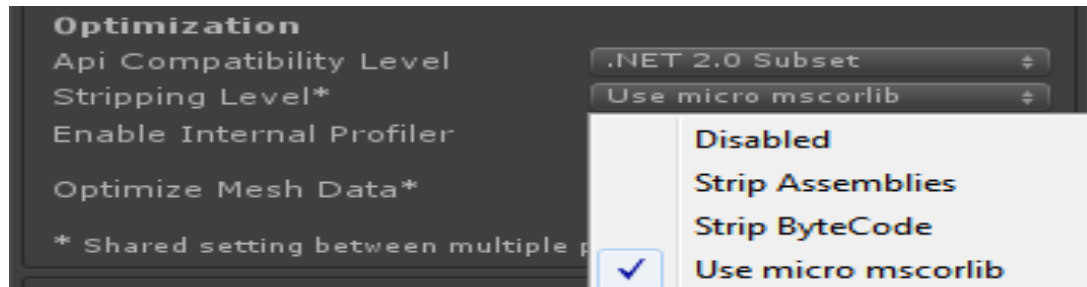 Optimization
Api Compatibility Level .NET 2.0 Subset
Stripping Level* Use micro mscorlib
Enable Internal Profiler
Disabled
Optimize Mesh Data*
Strip Assemblies
Strip ByteCode
* Shared setting between multiple
Use micro mscorlib